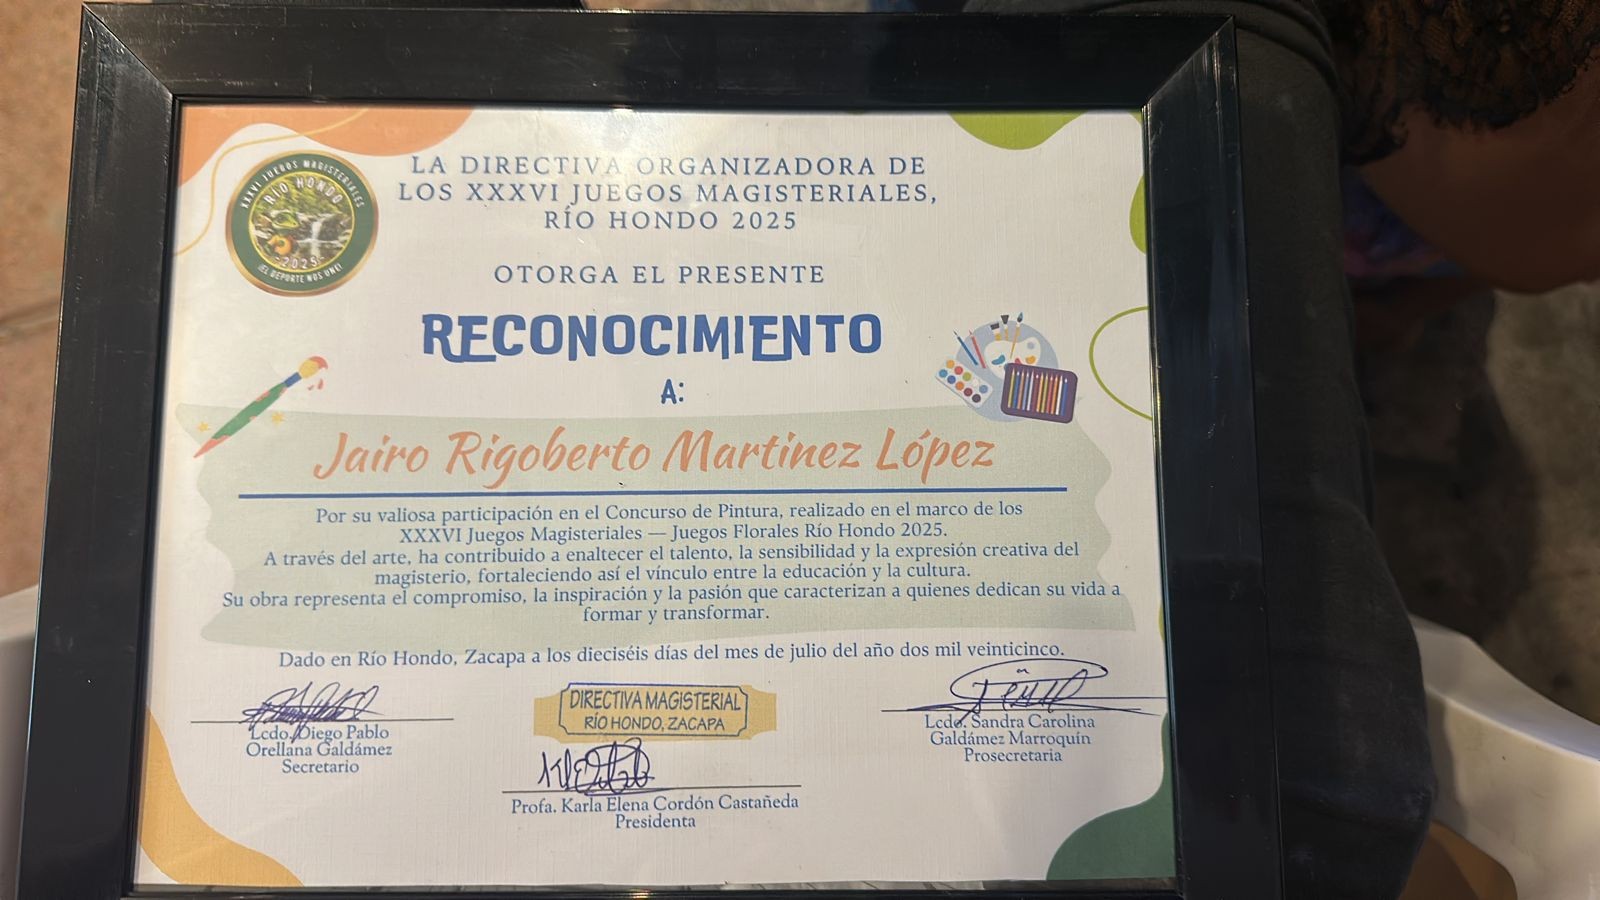 XXXVI JUEGOS MAGISTERIALES
RÍO HONDO
2025
¡EL DEPORTE NOS UNE!
LA DIRECTIVA ORGANIZADORA DE
LOS XXXVI JUEGOS MAGISTERIALES,
RÍO HONDO 2025
OTORGA EL PRESENTE
RECONOCIMIENTO
A:
Jairo Rigoberto Martinez López
Por su valiosa participación en el Concurso de Pintura, realizado en el marco de los
XXXVI Juegos Magisteriales — Juegos Florales Río Hondo 2025.
A través del arte, ha contribuido a enaltecer el talento, la sensibilidad y la expresión creativa del
magisterio, fortaleciendo así el vínculo entre la educación y la cultura.
Su obra representa el compromiso, la inspiración y la pasión que caracterizan a quienes dedican su vida a
formar y transformar.
Dado en Río Hondo, Zacapa a los dieciséis días del mes de julio del año dos mil veinticinco.
Lcdo. Diego Pablo
Orellana Galdámez
Secretario
DIRECTIVA MAGISTERIAL
RÍO HONDO, ZACAPA
Profa. Karla Elena Cordón Castañeda
Presidenta
Lcda. Sandra Carolina
Galdámez Marroquín
Prosecretaria